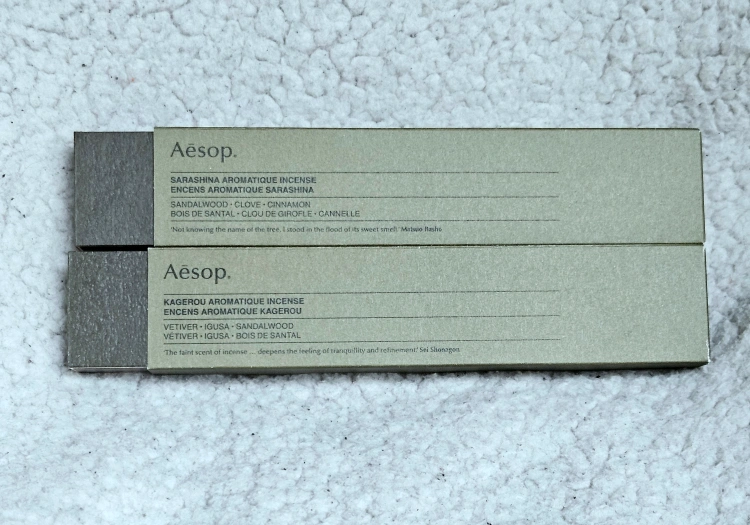 Aēsop.
SARASHINA AROMATIQUE INCENSE
ENCENS AROMATIQUE SARASHINA
SANDALWOOD · CLOVE · CINNAMON
BOIS DE SANTAL · CLOU DE GIROFLE · CANNELLE
'Not knowing the name of the tree, I stood in the flood of its sweet smell.' Matsuo Basho
Aēsop.
KAGEROU AROMATIQUE INCENSE
ENCENS AROMATIQUE KAGEROU
VETIVER · IGUSA · SANDALWOOD
VÉTIVER · IGUSA · BOIS DE SANTAL
'The faint scent of incense ... deepens the feeling of tranquillity and refinement.' Sei Shonagon